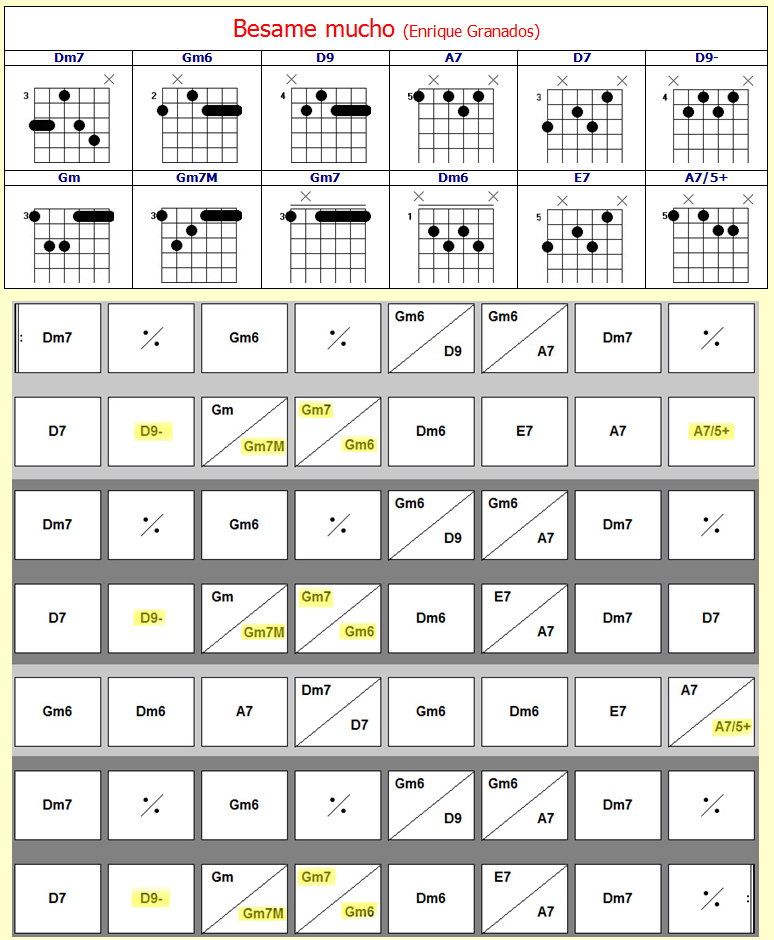 Besame mucho (Enrique Granados)
Dm7 Gm6 D9 A7 D7 D9-
3 X 2 X 4 X 5 X X 3 X X 4 X X
Gm Gm7M Gm7 Dm6 E7 A7/5+
3 3 3 X 1 X X 5 X X 5 X X
: Dm7 ٪ Gm6 ٪ Gm6 D9 Gm6 A7 Dm7 ٪
D7 D9- Gm Gm7M Gm7 Gm6 Dm6 E7 A7 A7/5+
Dm7 ٪ Gm6 ٪ Gm6 D9 Gm6 A7 Dm7 ٪
D7 D9- Gm Gm7M Gm7 Gm6 Dm6 E7 A7 Dm7 D7
Gm6 Dm6 A7 Dm7 D7 Gm6 Dm6 E7 A7 A7/5+
Dm7 ٪ Gm6 ٪ Gm6 D9 Gm6 A7 Dm7 ٪
D7 D9- Gm Gm7M Gm7 Gm6 Dm6 E7 A7 Dm7 ٪ :